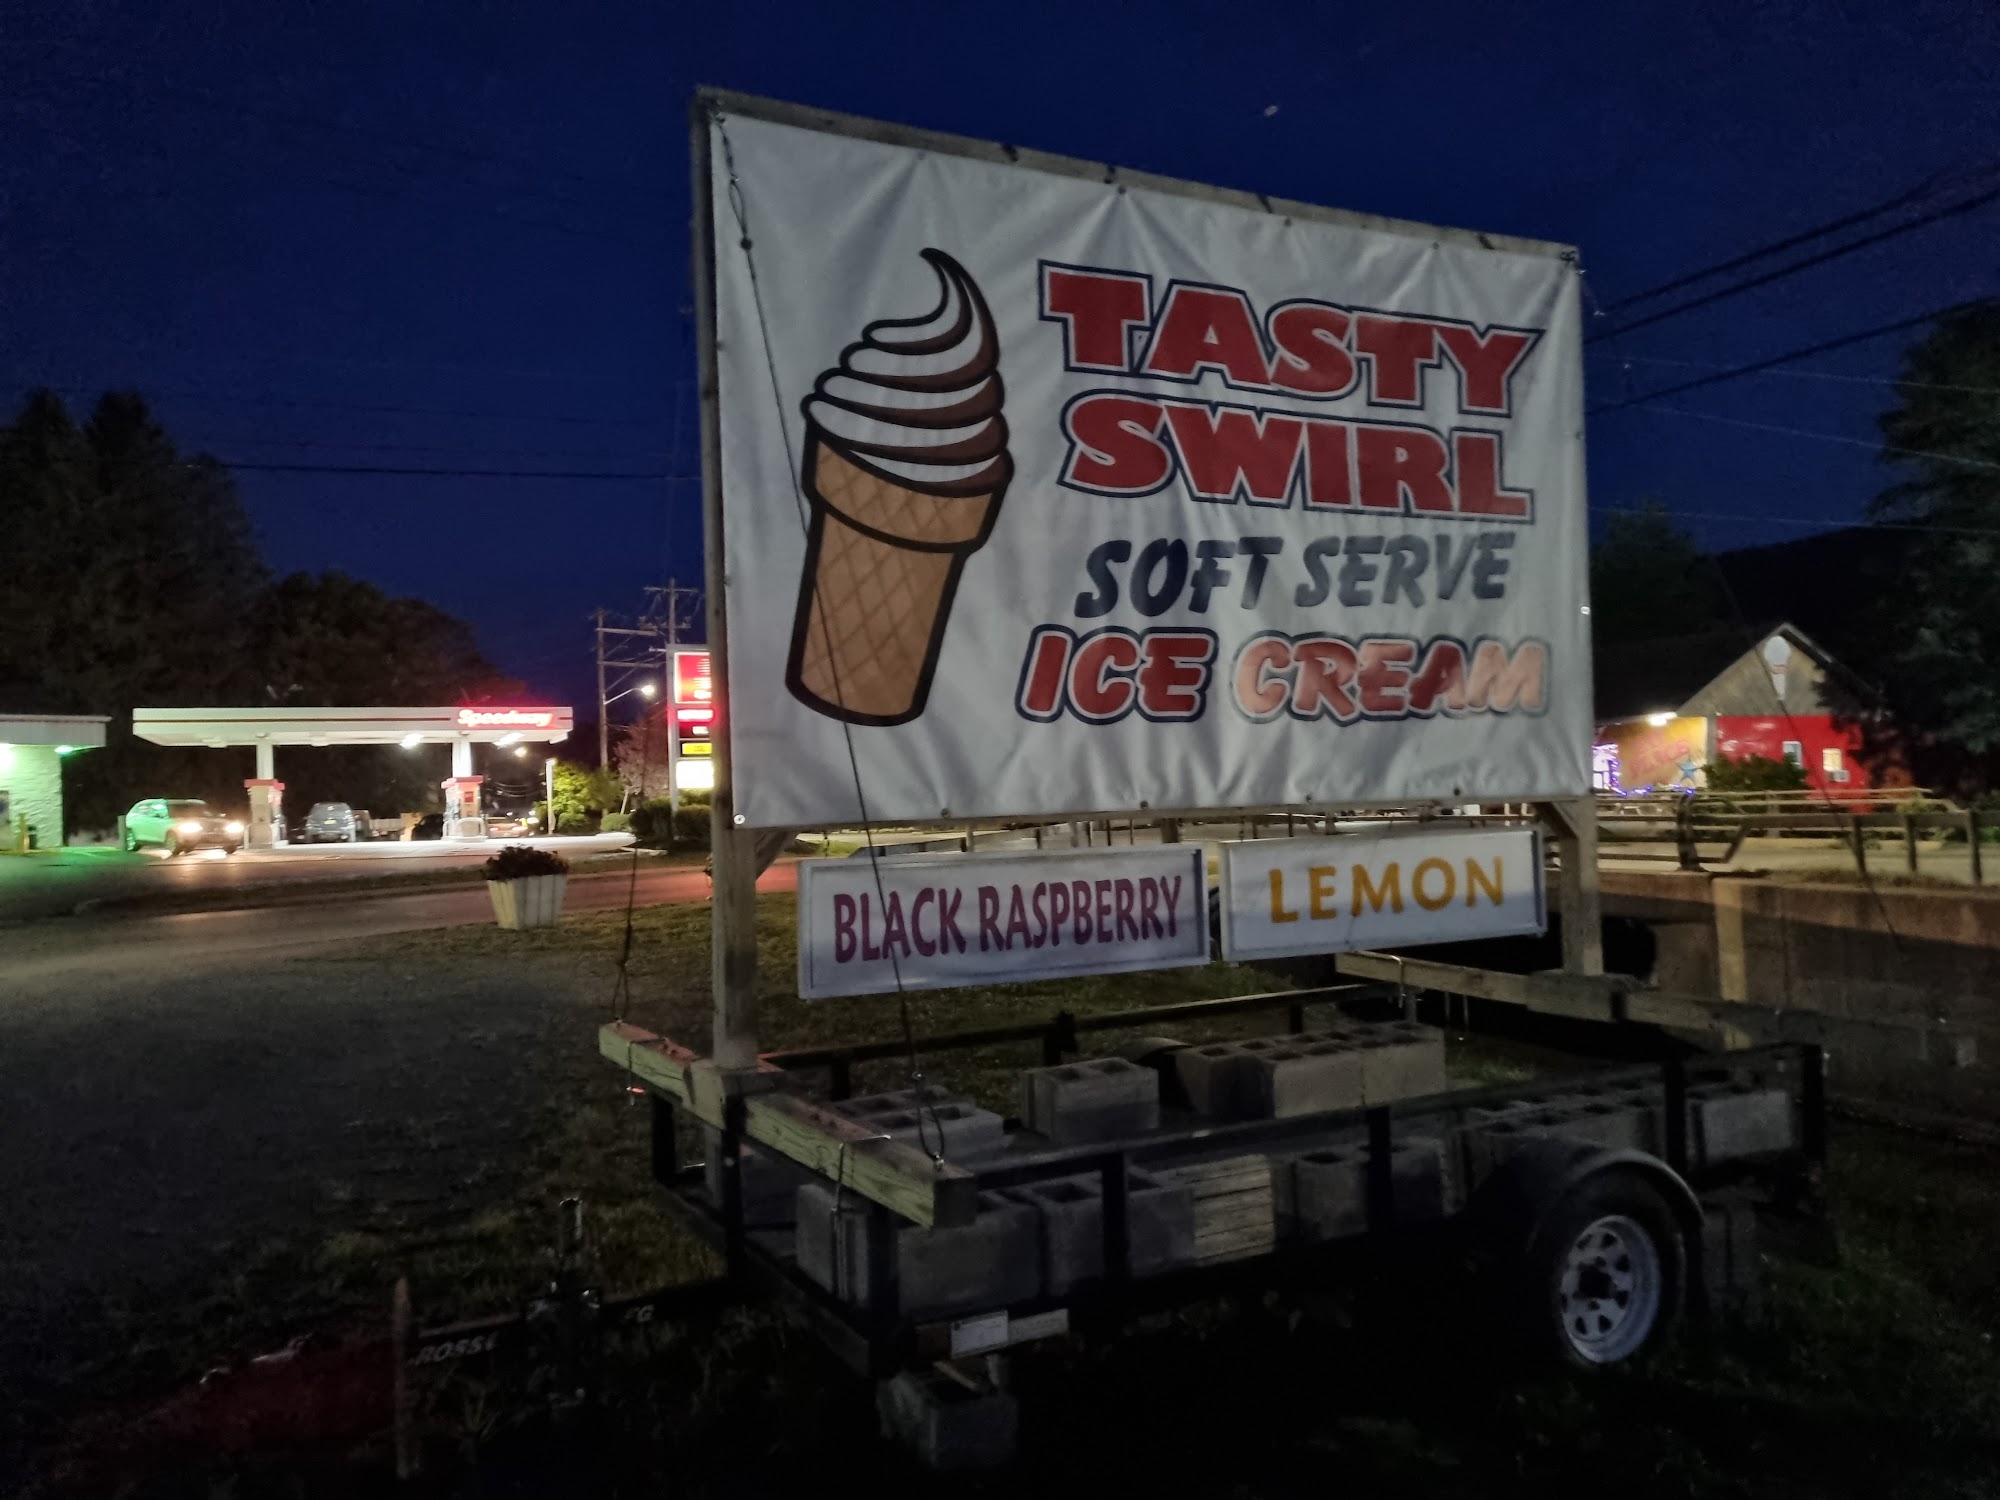 TASTY
SWIRL
SOFT SERVE
ICE CREAM
BLACK RASPBERRY
LEMON
Speedway